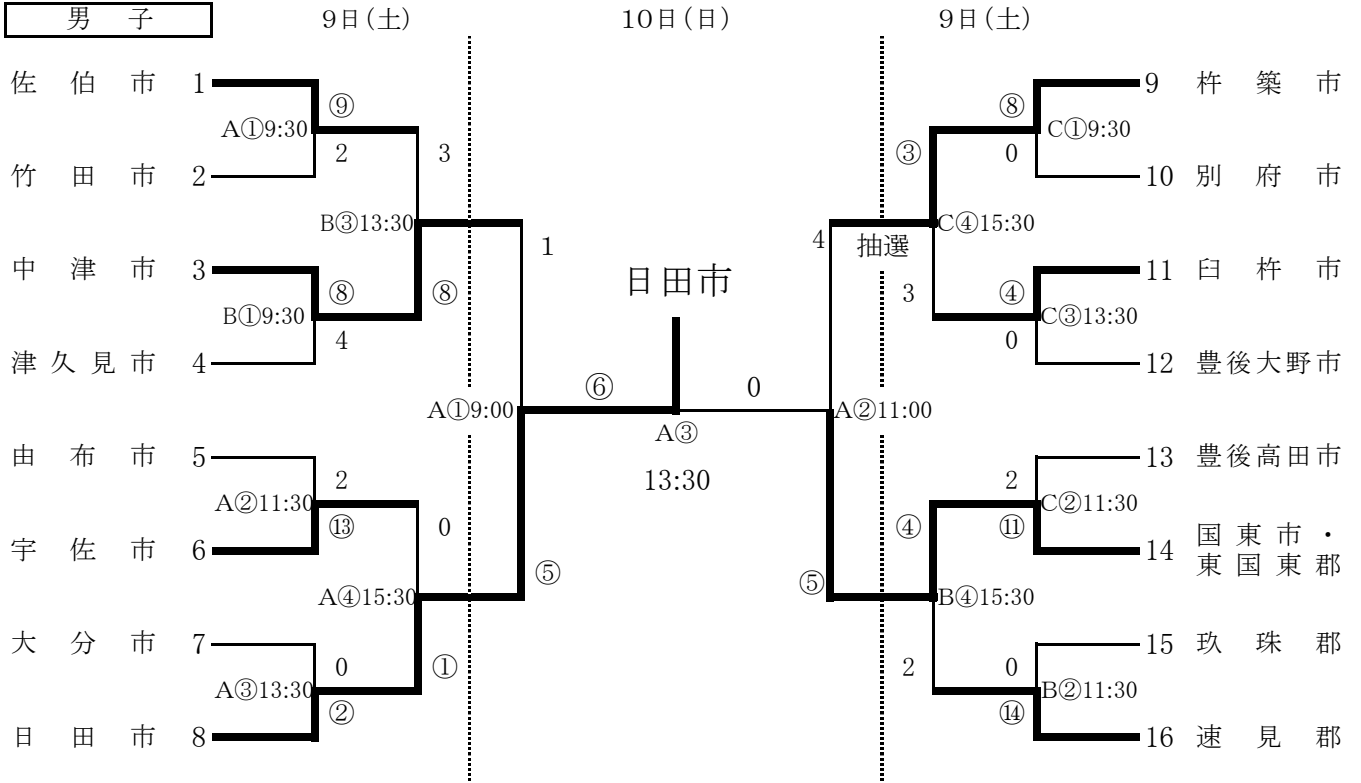 男 子 9日(土) 10日(日) 9日(土)
佐 伯 市 1
⑨
A①9:30
2
竹 田 市 2
3
B③13:30
中 津 市 3
⑧
B①9:30
4
津 久 見 市 4
⑧
1
A①9:00
由 布 市 5
2
A②11:30
⑬
宇 佐 市 6
0
A④15:30
大 分 市 7
0
A③13:30
②
日 田 市 8
①
⑤
日田市
⑥
0
A③
13:30
9 杵 築 市
⑧
C①9:30
0
10 別 府 市
③
C④15:30
4
抽選
11 臼 杵 市
④
C③13:30
0
12 豊後大野市
3
A②11:00
13 豊後高田市
2
C②11:30
⑪
14 国 東 市 ・
東 国 東 郡
④
B④15:30
⑤
15 玖 珠 郡
0
B②11:30
⑭
16 速 見 郡
2